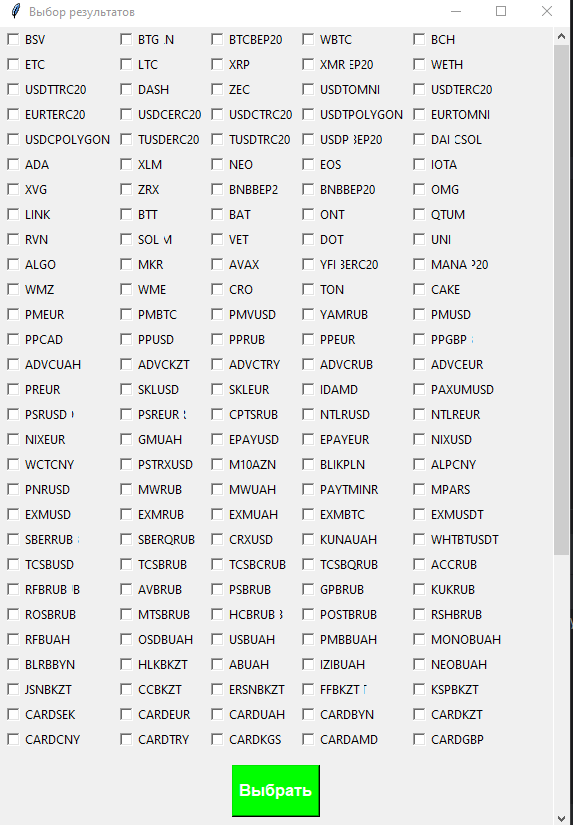 Выбор результатов
BSV BTG BTCBEP20 WBTC BCH
ETC LTC XRP XMR WETH
USDTTRC20 DASH ZEC USDTOMNI USDTERC20
EURTERC20 USDCERC20 USDCTRC20 USDTPOLYGON EURTOMNI
USDCPOLYGON TUSDERC20 TUSDTRC20 USDP DAI
ADA XLM NEO EOS IOTA
XVG ZRX BNBBEP2 BNBBEP20 OMG
LINK BTT BAT ONT QTUM
RVN SOL VET DOT UNI
ALGO MKR AVAX YFI MANA
WMZ WME CRO TON CAKE
PMEUR PMBTC PMVUSD YAMRUB PMUSD
PPCAD PPUSD PPRUB PPEUR PPGBP
ADVCUAH ADVCKZT ADVCTRY ADVCRUB ADVCEUR
PREUR SKLUSD SKLEUR IDAMD PAXUMUSD
PSRUSD PSREUR CPTSRUB NTLRUSD NTLREUR
NIXEUR GMUAH EPAYUSD EPAYEUR NIXUSD
WCTCNY PSTRXUSD M10AZN BLIKPLN ALPCNY
PNRUSD MWRUB MWUAH PAYTMINR MPARS
EXMUSD EXMRUB EXMUAH EXMBTC EXMUSDT
SBERRUB SBERQRUB CRXUSD KUNAUAH WHTBTUSDT
TCSBUSD TCSBRUB TCSBCRUB TCSBQRUB ACCRUB
RFBRUB AVBRUB PSBRUB GPBRUB KUKRUB
ROSBRUB MTSBRUB HCBRUB POSTBRUB RSHBRUB
RFBUAH OSDBUAH USBUAH PMBBUAH MONOBUAH
BLRBBYN HLKBKZT ABUAH IZIBUAH NEOBUAH
JSNBKZT CCBKZT ERSNBKZT FFBKZT KSPBKZT
CARDSEK CARDEUR CARDUAH CARDBYN CARDKZT
CARDCNY CARDTRY CARDKGS CARDAMD CARDGBP
Выбрать